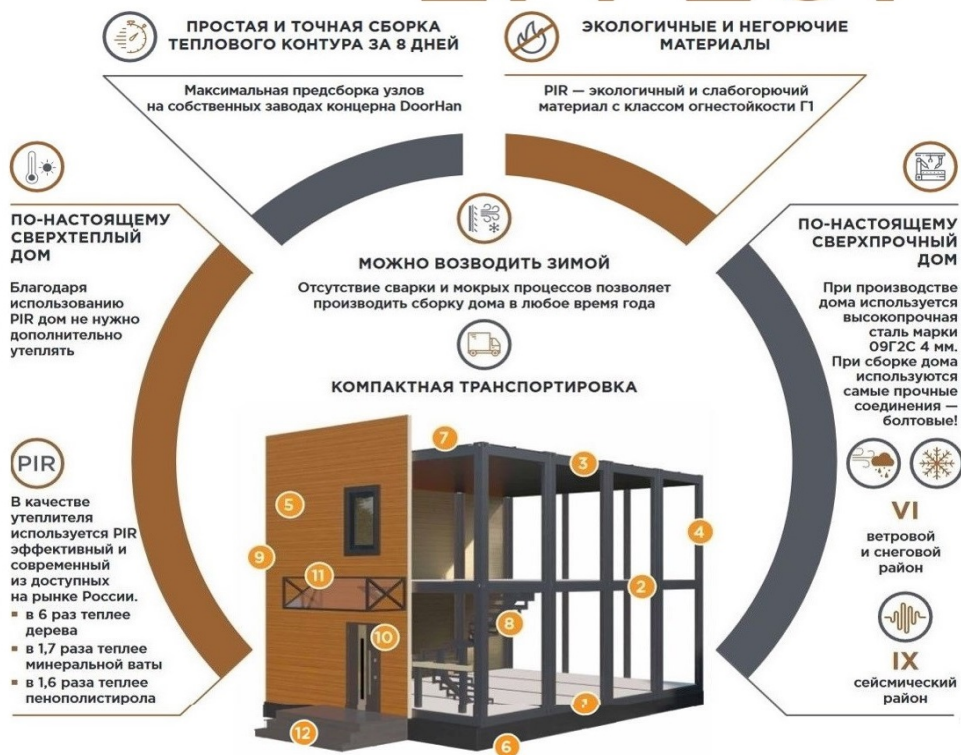 ПРОСТАЯ И ТОЧНАЯ СБОРКА
ТЕПЛОВОГО КОНТУРА ЗА 8 ДНЕЙ
Максимальная предсборка узлов
на собственных заводах концерна DoorHan
ЭКОЛОГИЧНЫЕ И НЕГОРЮЧИЕ
МАТЕРИАЛЫ
PIR — экологичный и слабогорючий
материал с классом огнестойкости Г1
ПО-НАСТОЯЩЕМУ
СВЕРХТЕПЛЫЙ
ДОМ
Благодаря
использованию
PIR дом не нужно
дополнительно
утеплять
МОЖНО ВОЗВОДИТЬ ЗИМОЙ
Отсутствие сварки и мокрых процессов позволяет
производить сборку дома в любое время года
КОМПАКТНАЯ ТРАНСПОРТИРОВКА
ПО-НАСТОЯЩЕМУ
СВЕРХПРОЧНЫЙ
ДОМ
При производстве
дома используется
высокопрочная
сталь марки
09Г2С 4 мм.
При сборке дома
используются
самые прочные
соединения —
болтовые!
PIR
В качестве
утеплителя
используется PIR
эффективный и
современный
из доступных
на рынке России.
▪ в 6 раз теплее
дерева
▪ в 1,7 раза теплее
минеральной ваты
▪ в 1,6 раза теплее
пенополистирола
VI
ветровой
и снеговой
район
IX
сейсмический
район
7
3
5
4
9
11
2
8
10
12
6